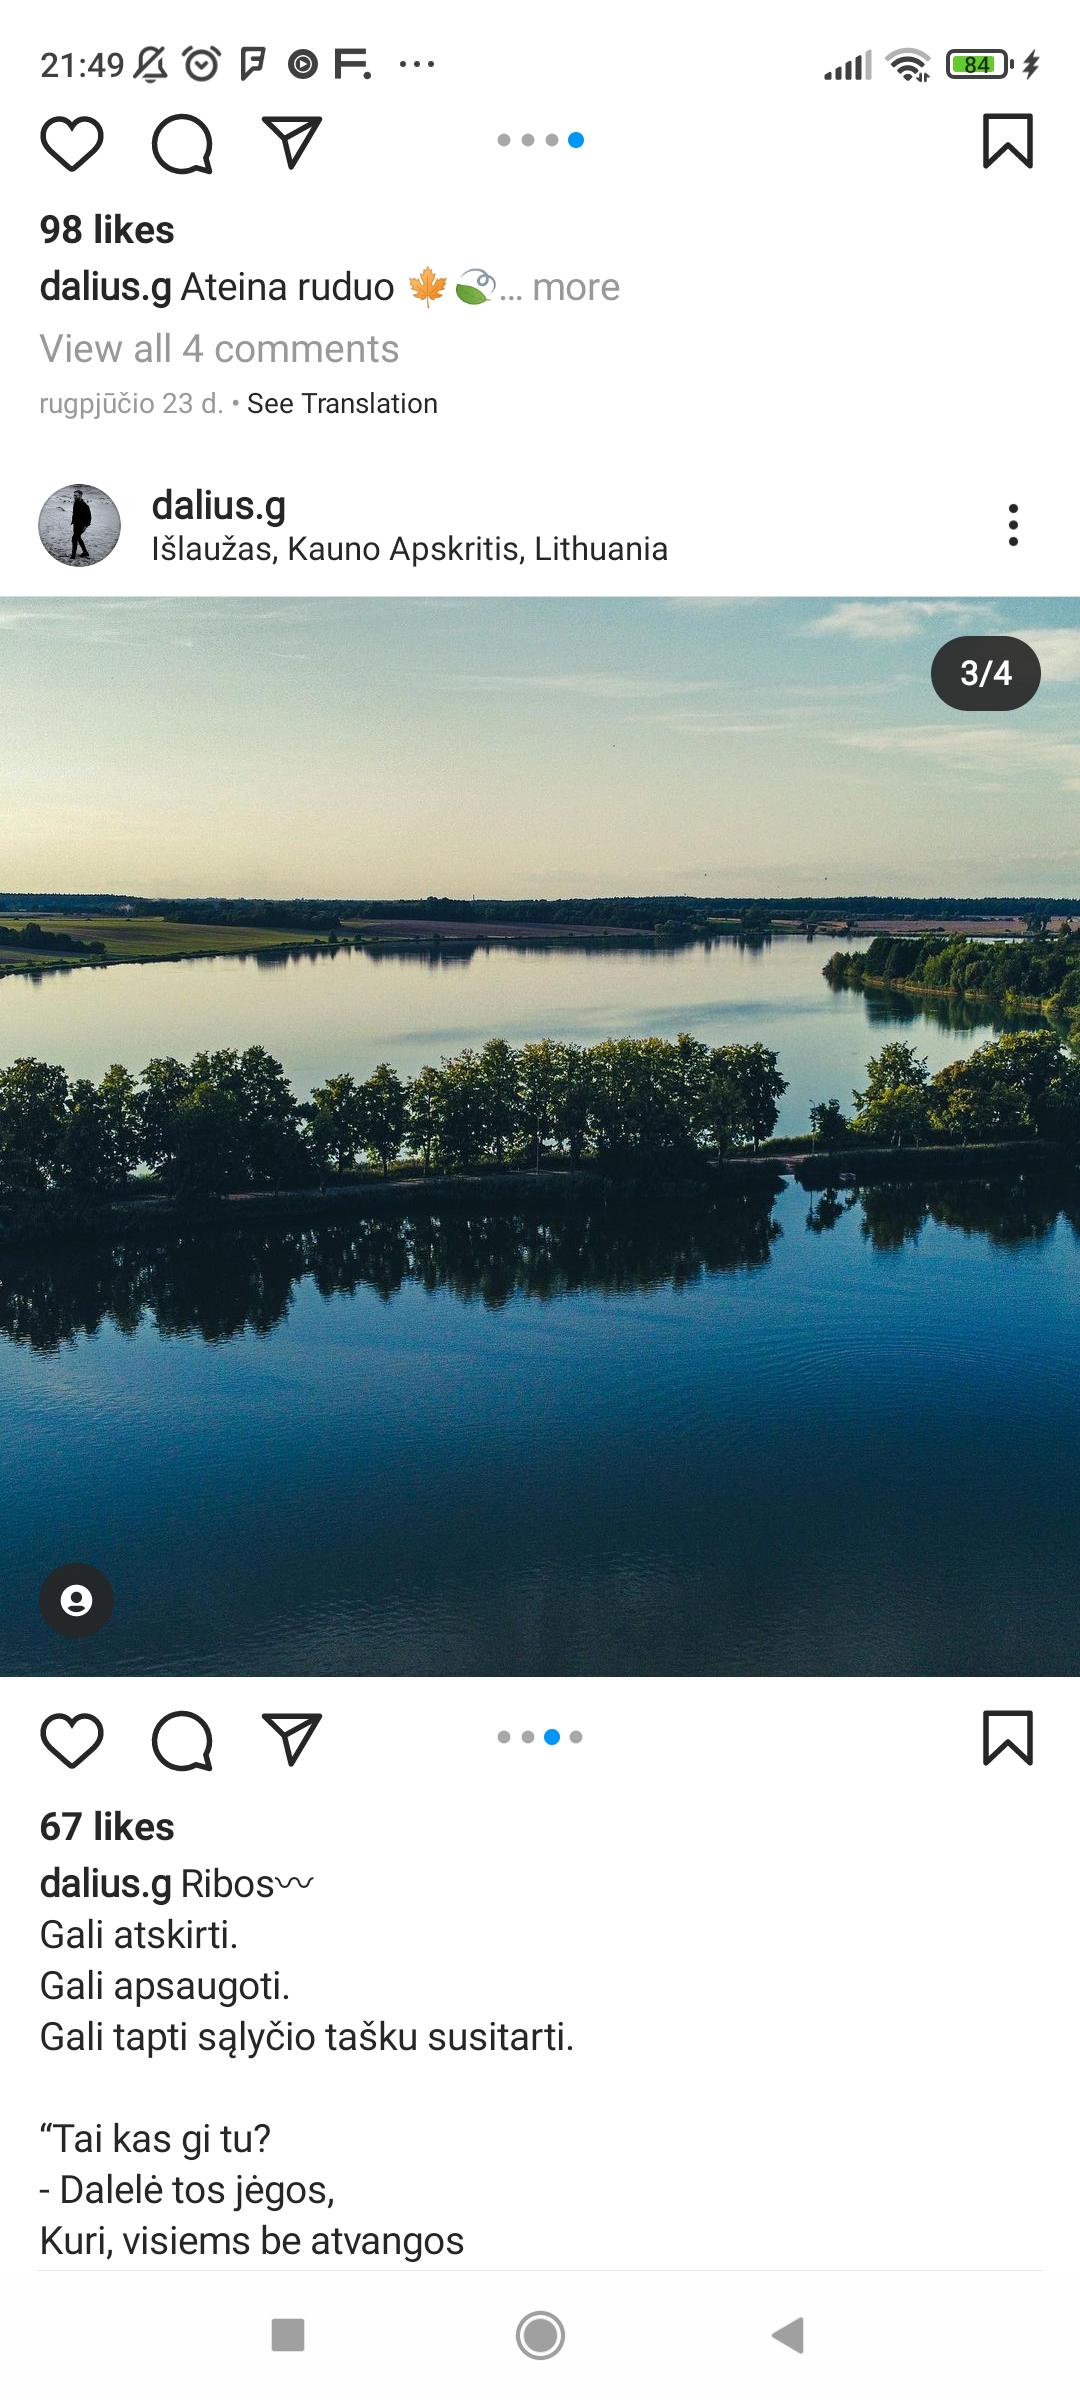 21:49
84
98 likes
dalius.g Ateina ruduo 🍁🍃... more
View all 4 comments
rugpjūčio 23 d. • See Translation
dalius.g
Išlaužas, Kauno Apskritis, Lithuania
3/4
67 likes
dalius.g Ribos〰
Gali atskirti.
Gali apsaugoti.
Gali tapti sąlyčio tašku susitarti.
“Tai kas gi tu?
- Dalelė tos jėgos,
Kuri, visiems be atvangos